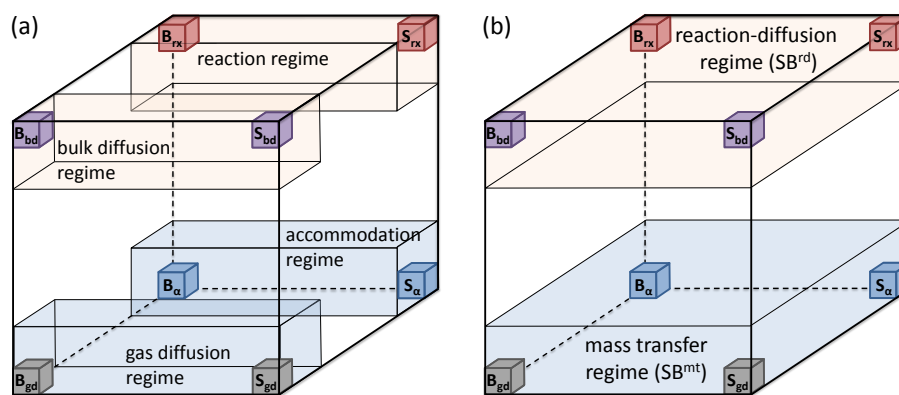 (a)
B_rx
S_rx
reaction regime
B_bd
S_bd
bulk diffusion
regime
accommodation
regime
B_α
S_α
gas diffusion
regime
B_gd
S_gd
(b)
B_rx
S_rx
reaction-diffusion
regime (SB^rd)
B_bd
S_bd
B_α
S_α
mass transfer
regime (SB^mt)
B_gd
S_gd